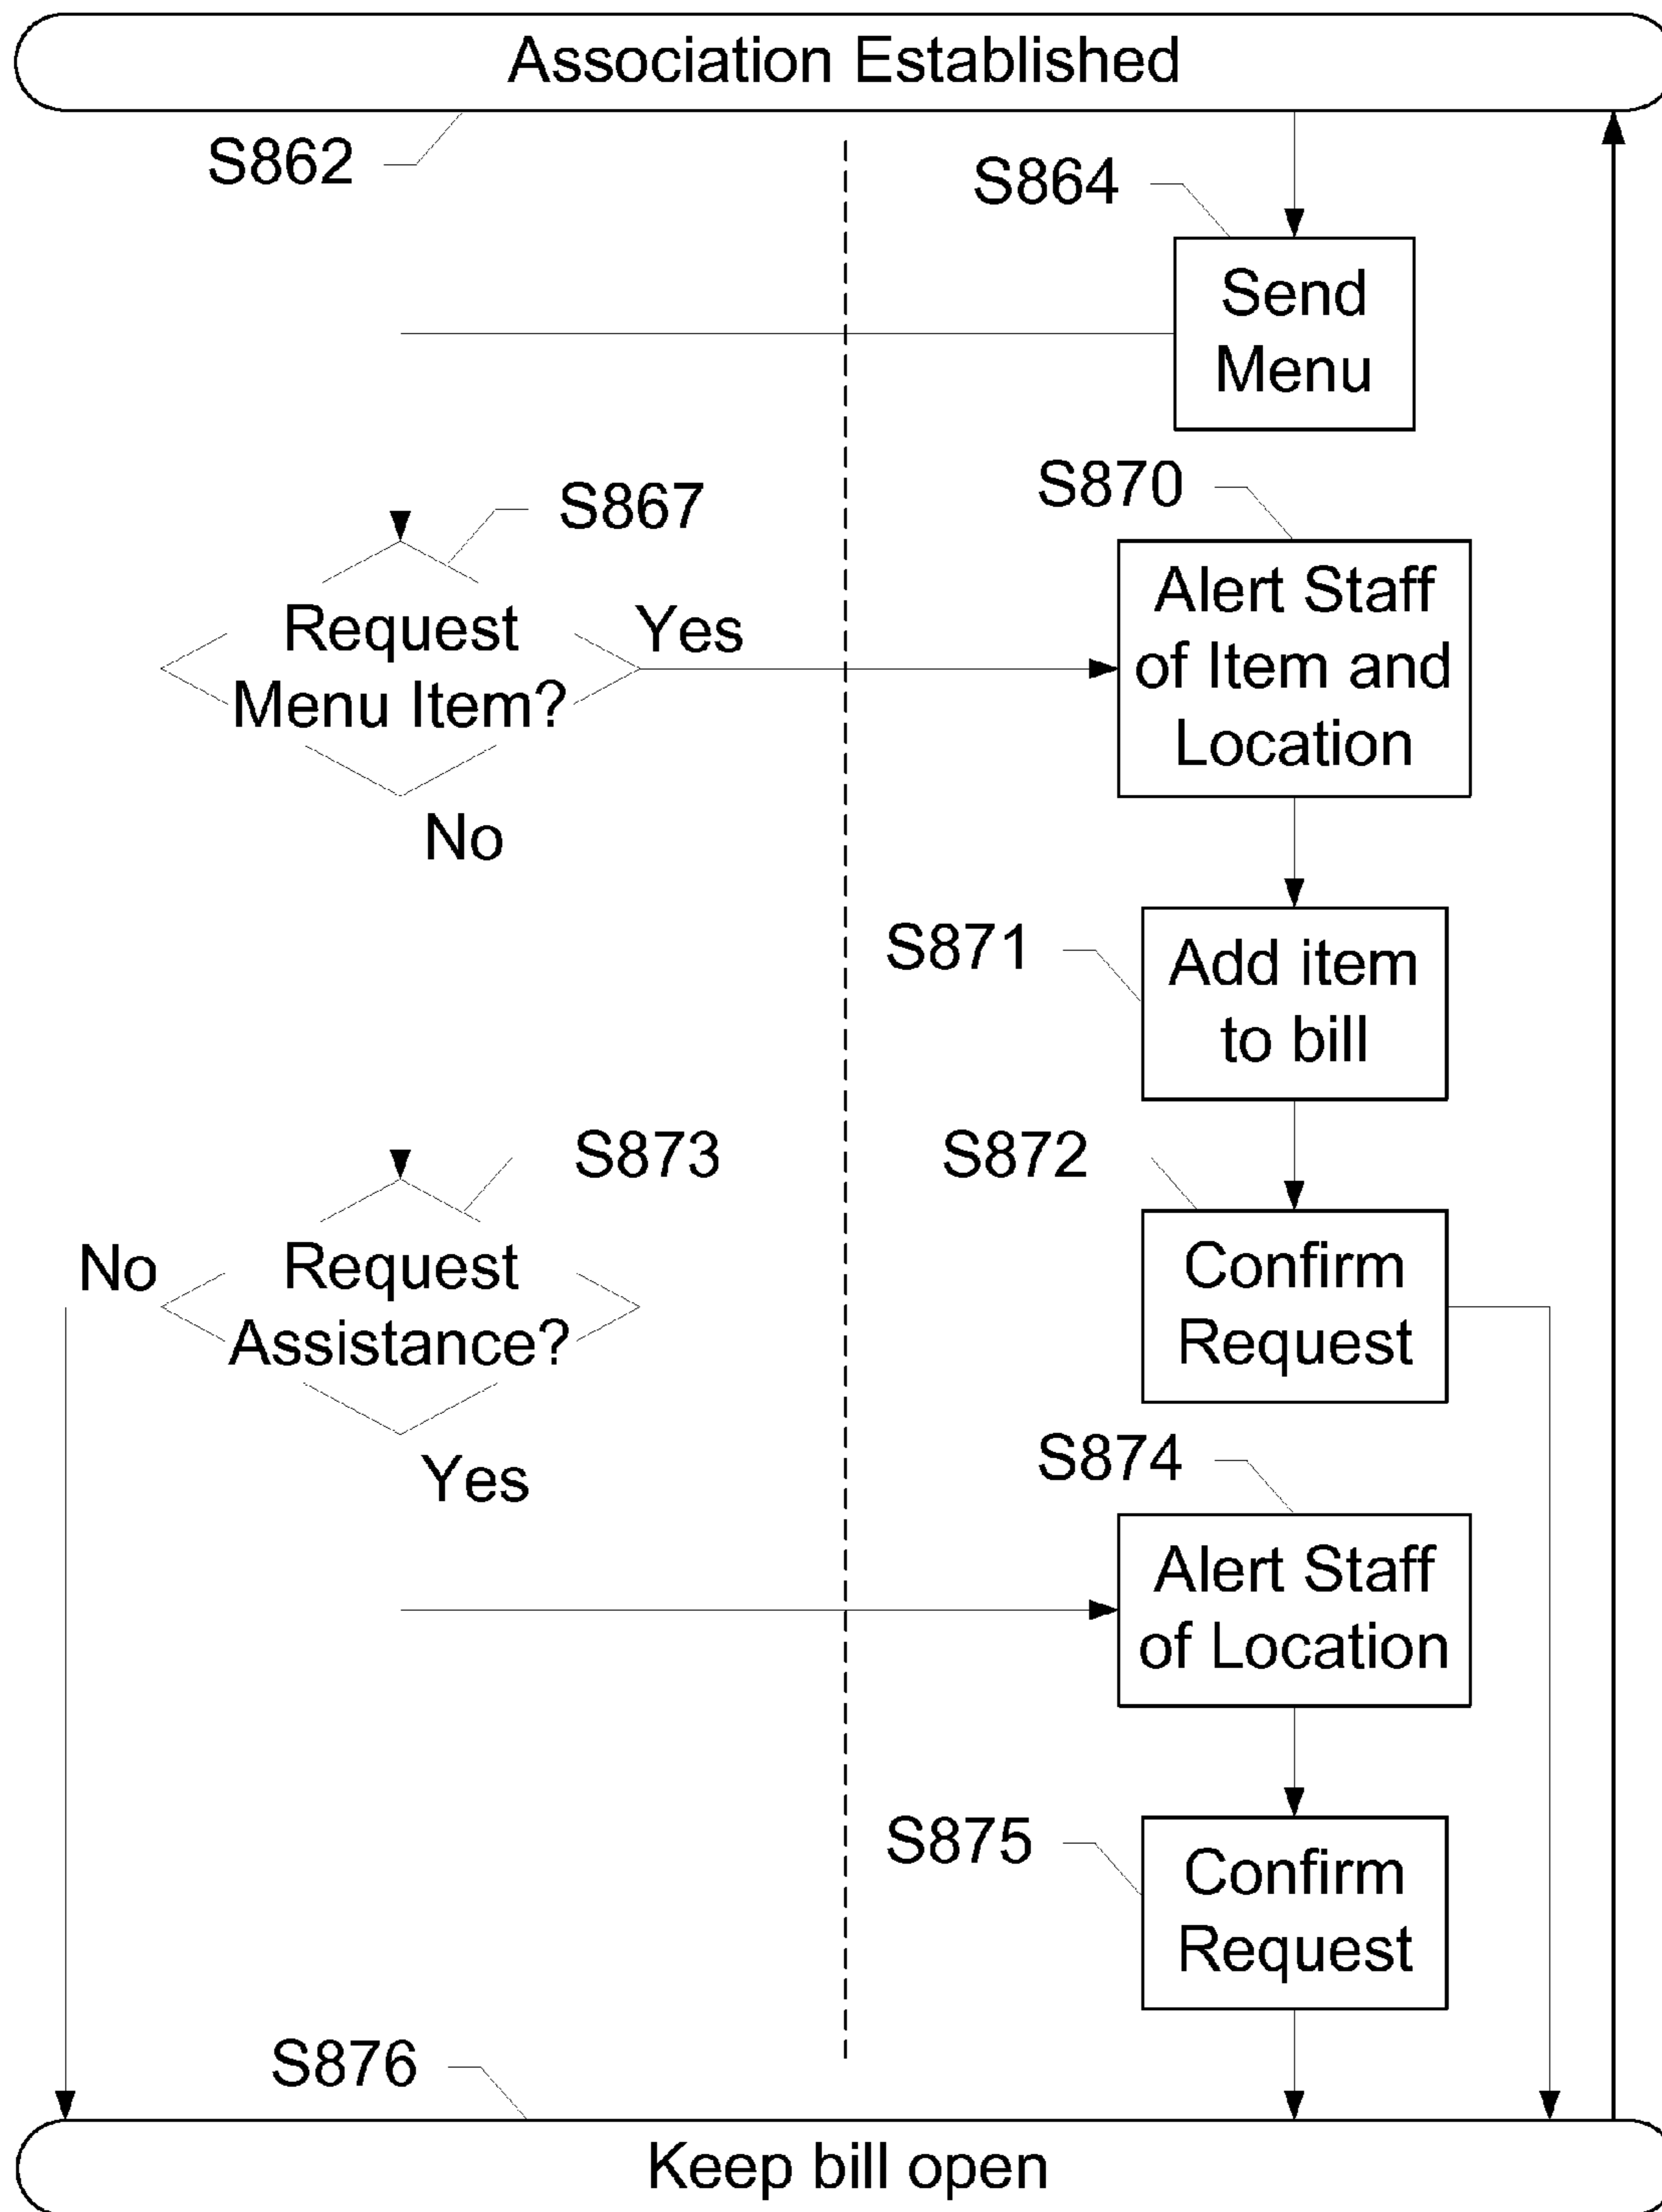 Association Established
S862
S864
Send
Menu
S867
S870
Request
Menu Item?
Yes
Alert Staff
of Item and
Location
No
S871
Add item
to bill
S873
S872
No
Request
Assistance?
Confirm
Request
Yes
S874
Alert Staff
of Location
S875
Confirm
Request
S876
Keep bill open